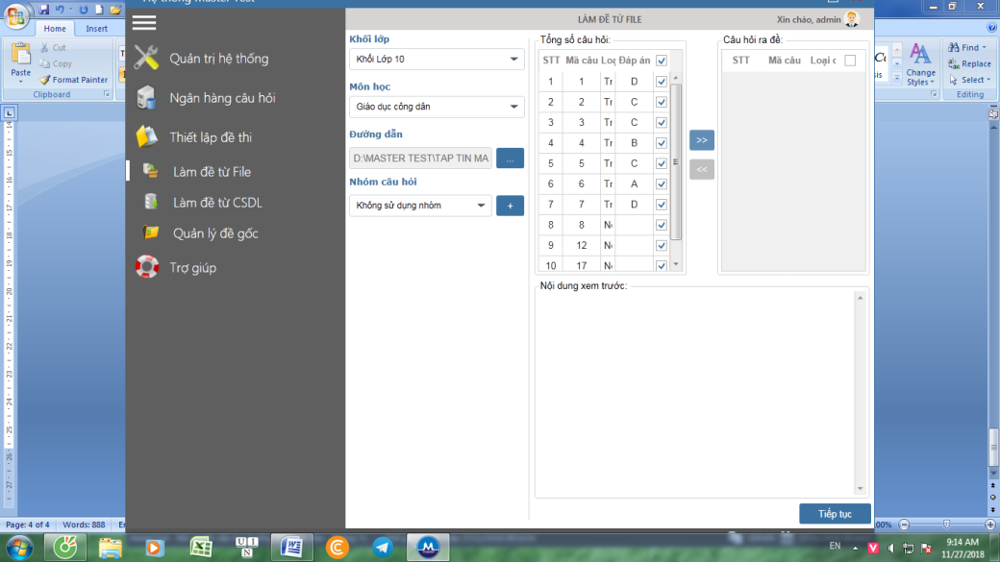 Hệ thống Master Test
Home Insert
Paste
Cut
Copy
Format Painter
Clipboard
Find
Replace
Select
Change
Styles
Editing
LÀM ĐỀ TỪ FILE
Xin chào, admin
Quản trị hệ thống
Ngân hàng câu hỏi
Thiết lập đề thi
Làm đề từ File
Làm đề từ CSDL
Quản lý đề gốc
Trợ giúp
Khối lớp
Khối Lớp 10
Môn học
Giáo dục công dân
Đường dẫn
D:\MASTER TEST\TAP TIN MA
...
Nhóm câu hỏi
Không sử dụng nhóm
+
Tổng số câu hỏi:
STT Mã câu Loạ Đáp án
1 1 Tr D
2 2 Tr C
3 3 Tr C
4 4 Tr B
5 5 Tr C
6 6 Tr A
7 7 Tr D
8 8 Nố
9 12 Nố
10 17 Nố
>>
<<
Câu hỏi ra đề:
STT Mã câu Loại c
Nội dung xem trước:
Tiếp tục
Page: 4 of 4 Words: 888
00%
EN
9:14 AM
11/27/2018